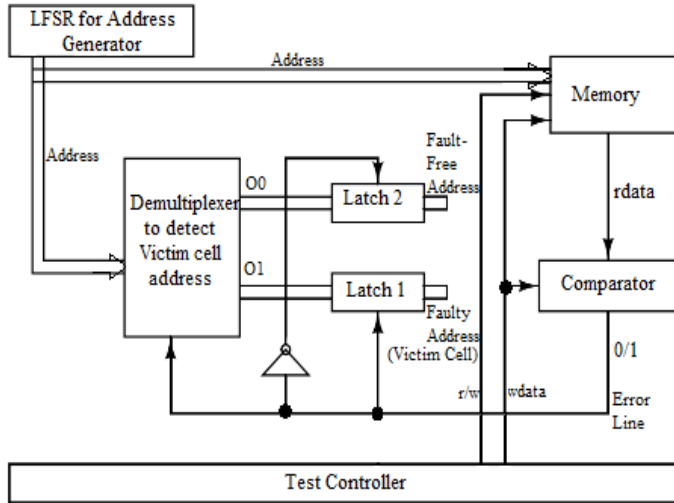 LFSR for Address
Generator
Address
Memory
Address
Fault-
Free
Address
O0
Latch 2
Demultiplexer
to detect
Victim cell
address
rdata
O1
Latch 1
Comparator
Faulty
Address
(Victim Cell)
0/1
r/w
wdata
Error
Line
Test Controller